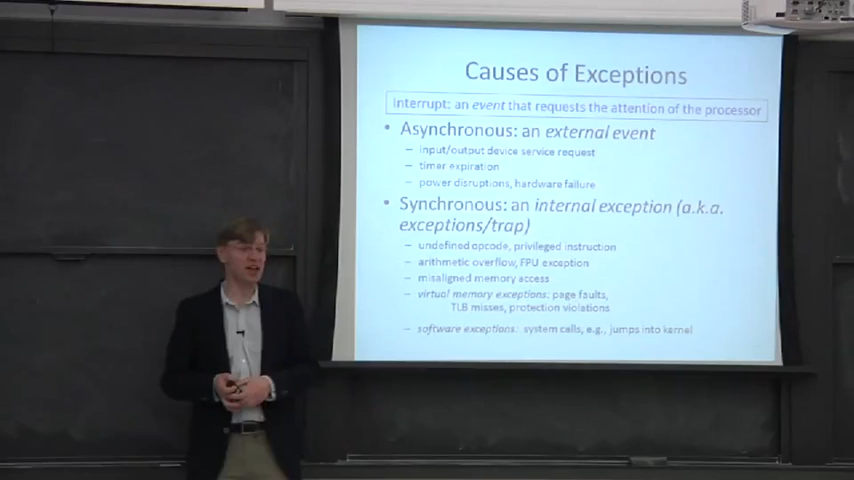 Causes of Exceptions
Interrupt: an event that requests the attention of the processor
• Asynchronous: an external event
– input/output device service request
– timer expiration
– power disruptions, hardware failure
• Synchronous: an internal exception (a.k.a.
exceptions/trap)
– undefined opcode, privileged instruction
– arithmetic overflow, FPU exception
– misaligned memory access
– virtual memory exceptions: page faults,
TLB misses, protection violations
– software exceptions: system calls, e.g., jumps into kernel